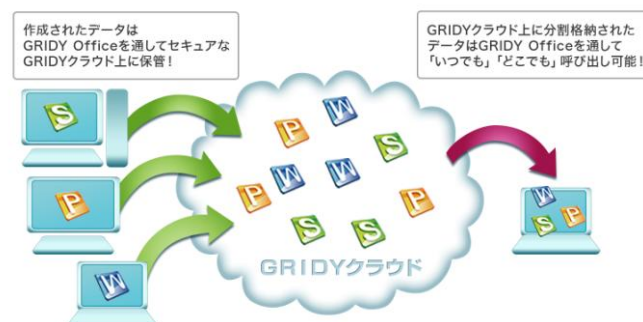 作成されたデータは
GRIDY Officeを通してセキュアな
GRIDYクラウド上に保管!
GRIDYクラウド上に分割格納された
データはGRIDY Officeを通して
「いつでも」「どこでも」呼び出し可能!
S
P
W
P
W
S
P
W
W
P
S
S
W
S
P
GRIDYクラウド